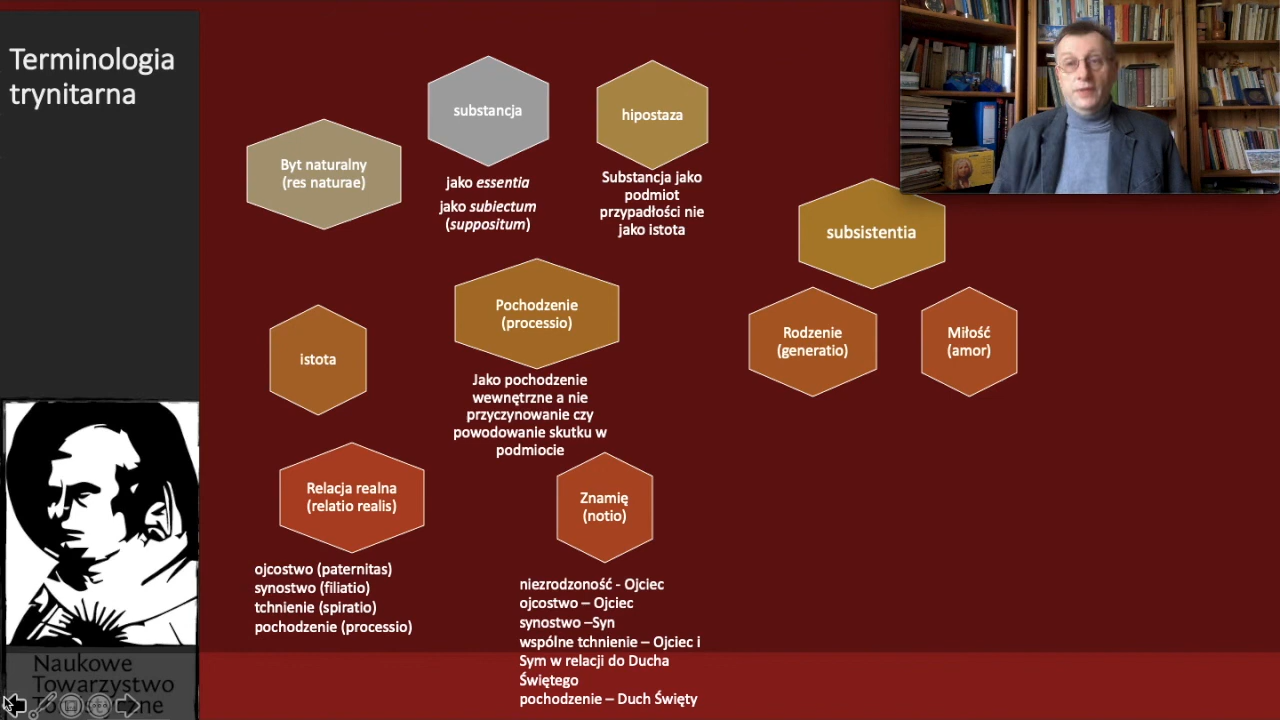 Terminologia
trynitarna
Byt naturalny
(res naturae)
substancja
jako essentia
jako subiectum
(suppositum)
hipostaza
Substancja jako
podmiot
przypadłości nie
jako istota
subsistentia
istota
Pochodzenie
(processio)
Jako pochodzenie
wewnętrzne a nie
przyczynowanie czy
powodowanie skutku w
podmiocie
Rodzenie
(generatio)
Miłość
(amor)
Relacja realna
(relatio realis)
ojcostwo (paternitas)
synostwo (filiatio)
tchnienie (spiratio)
pochodzenie (processio)
Znamię
(notio)
niezrodzoność - Ojciec
ojcostwo – Ojciec
synostwo –Syn
wspólne tchnienie – Ojciec i
Sym w relacji do Ducha
Świętego
pochodzenie – Duch Święty
Naukowe
Towarzystwo
Tomistyczne